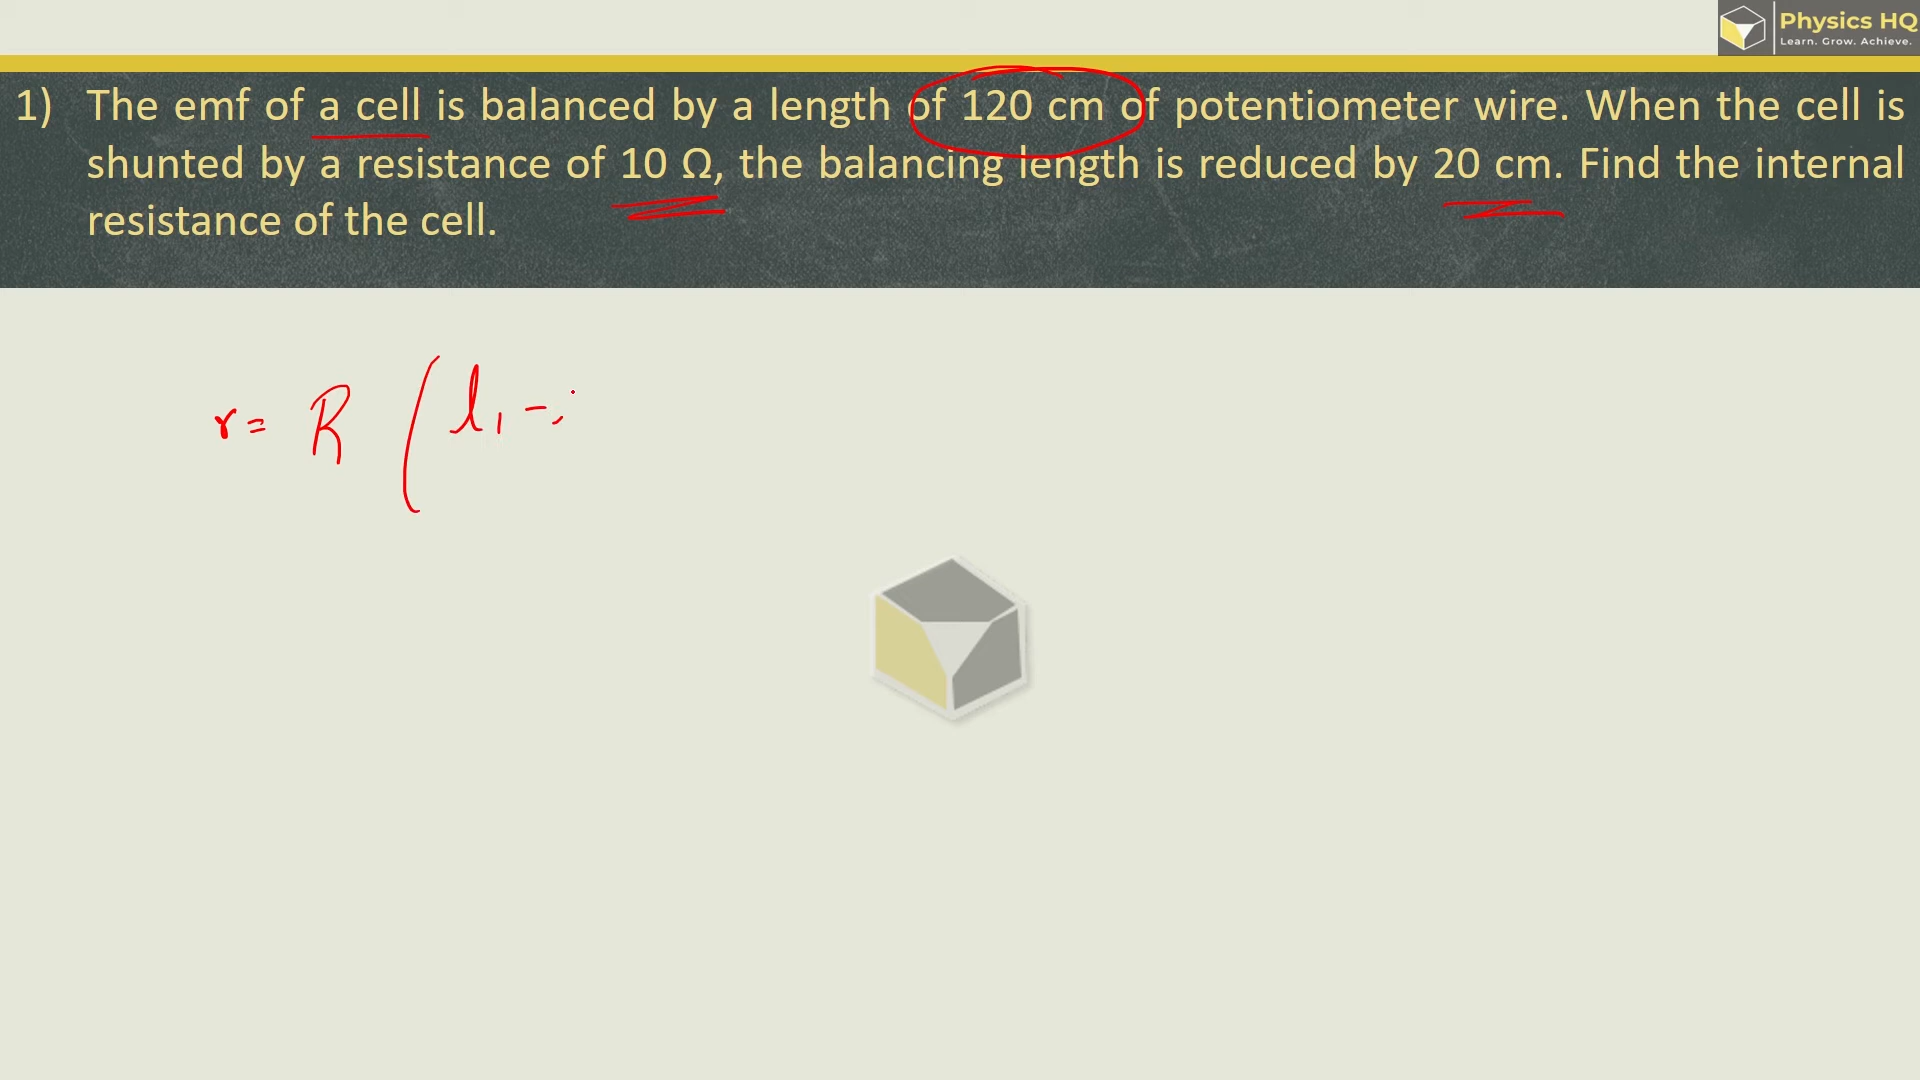 Physics HQ
Learn. Grow. Achieve.
1) The emf of a cell is balanced by a length of 120 cm of potentiometer wire. When the cell is
shunted by a resistance of 10 Ω, the balancing length is reduced by 20 cm. Find the internal
resistance of the cell.
r = R ( l₁ -